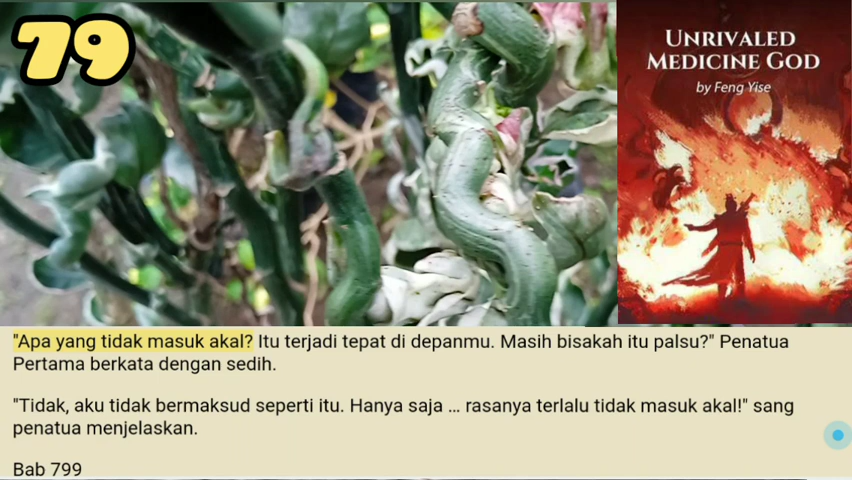 79
UNRIVALED
MEDICINE GOD
by Feng Yise
"Apa yang tidak masuk akal? Itu terjadi tepat di depanmu. Masih bisakah itu palsu?" Penatua
Pertama berkata dengan sedih.
"Tidak, aku tidak bermaksud seperti itu. Hanya saja ... rasanya terlalu tidak masuk akal!" sang
penatua menjelaskan.
Bab 799